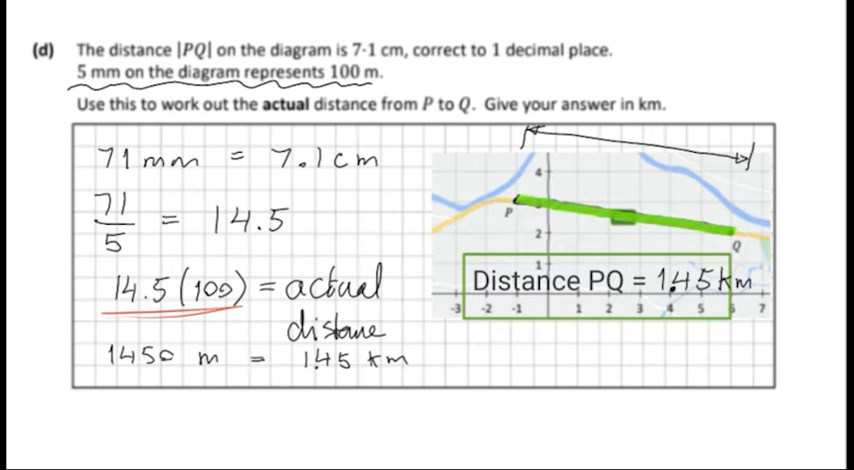 (d) The distance |PQ| on the diagram is 7·1 cm, correct to 1 decimal place.
5 mm on the diagram represents 100 m.
Use this to work out the actual distance from P to Q. Give your answer in km.
71 mm = 7.1 cm
71/5 = 14.5
14.5 (100) = actual
distane
1450 m = 1.45 km
4
P
2
Q
1
Distance PQ = 1.45 km
-3 -2 -1 1 2 3 4 5 6 7